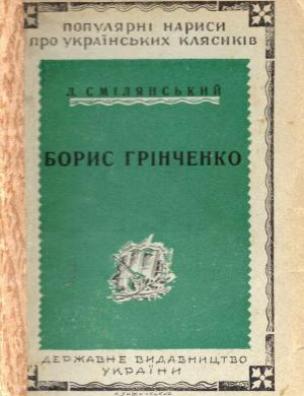 ПОПУЛЯРНІ НАРИСИ
ПРО УКРАЇНСЬКИХ КЛЯСИКІВ
Л. СМІЛЯНСЬКИЙ
БОРИС ГРІНЧЕНКО
ДЕРЖАВНЕ ВИДАВНИЦТВО
УКРАЇНИ